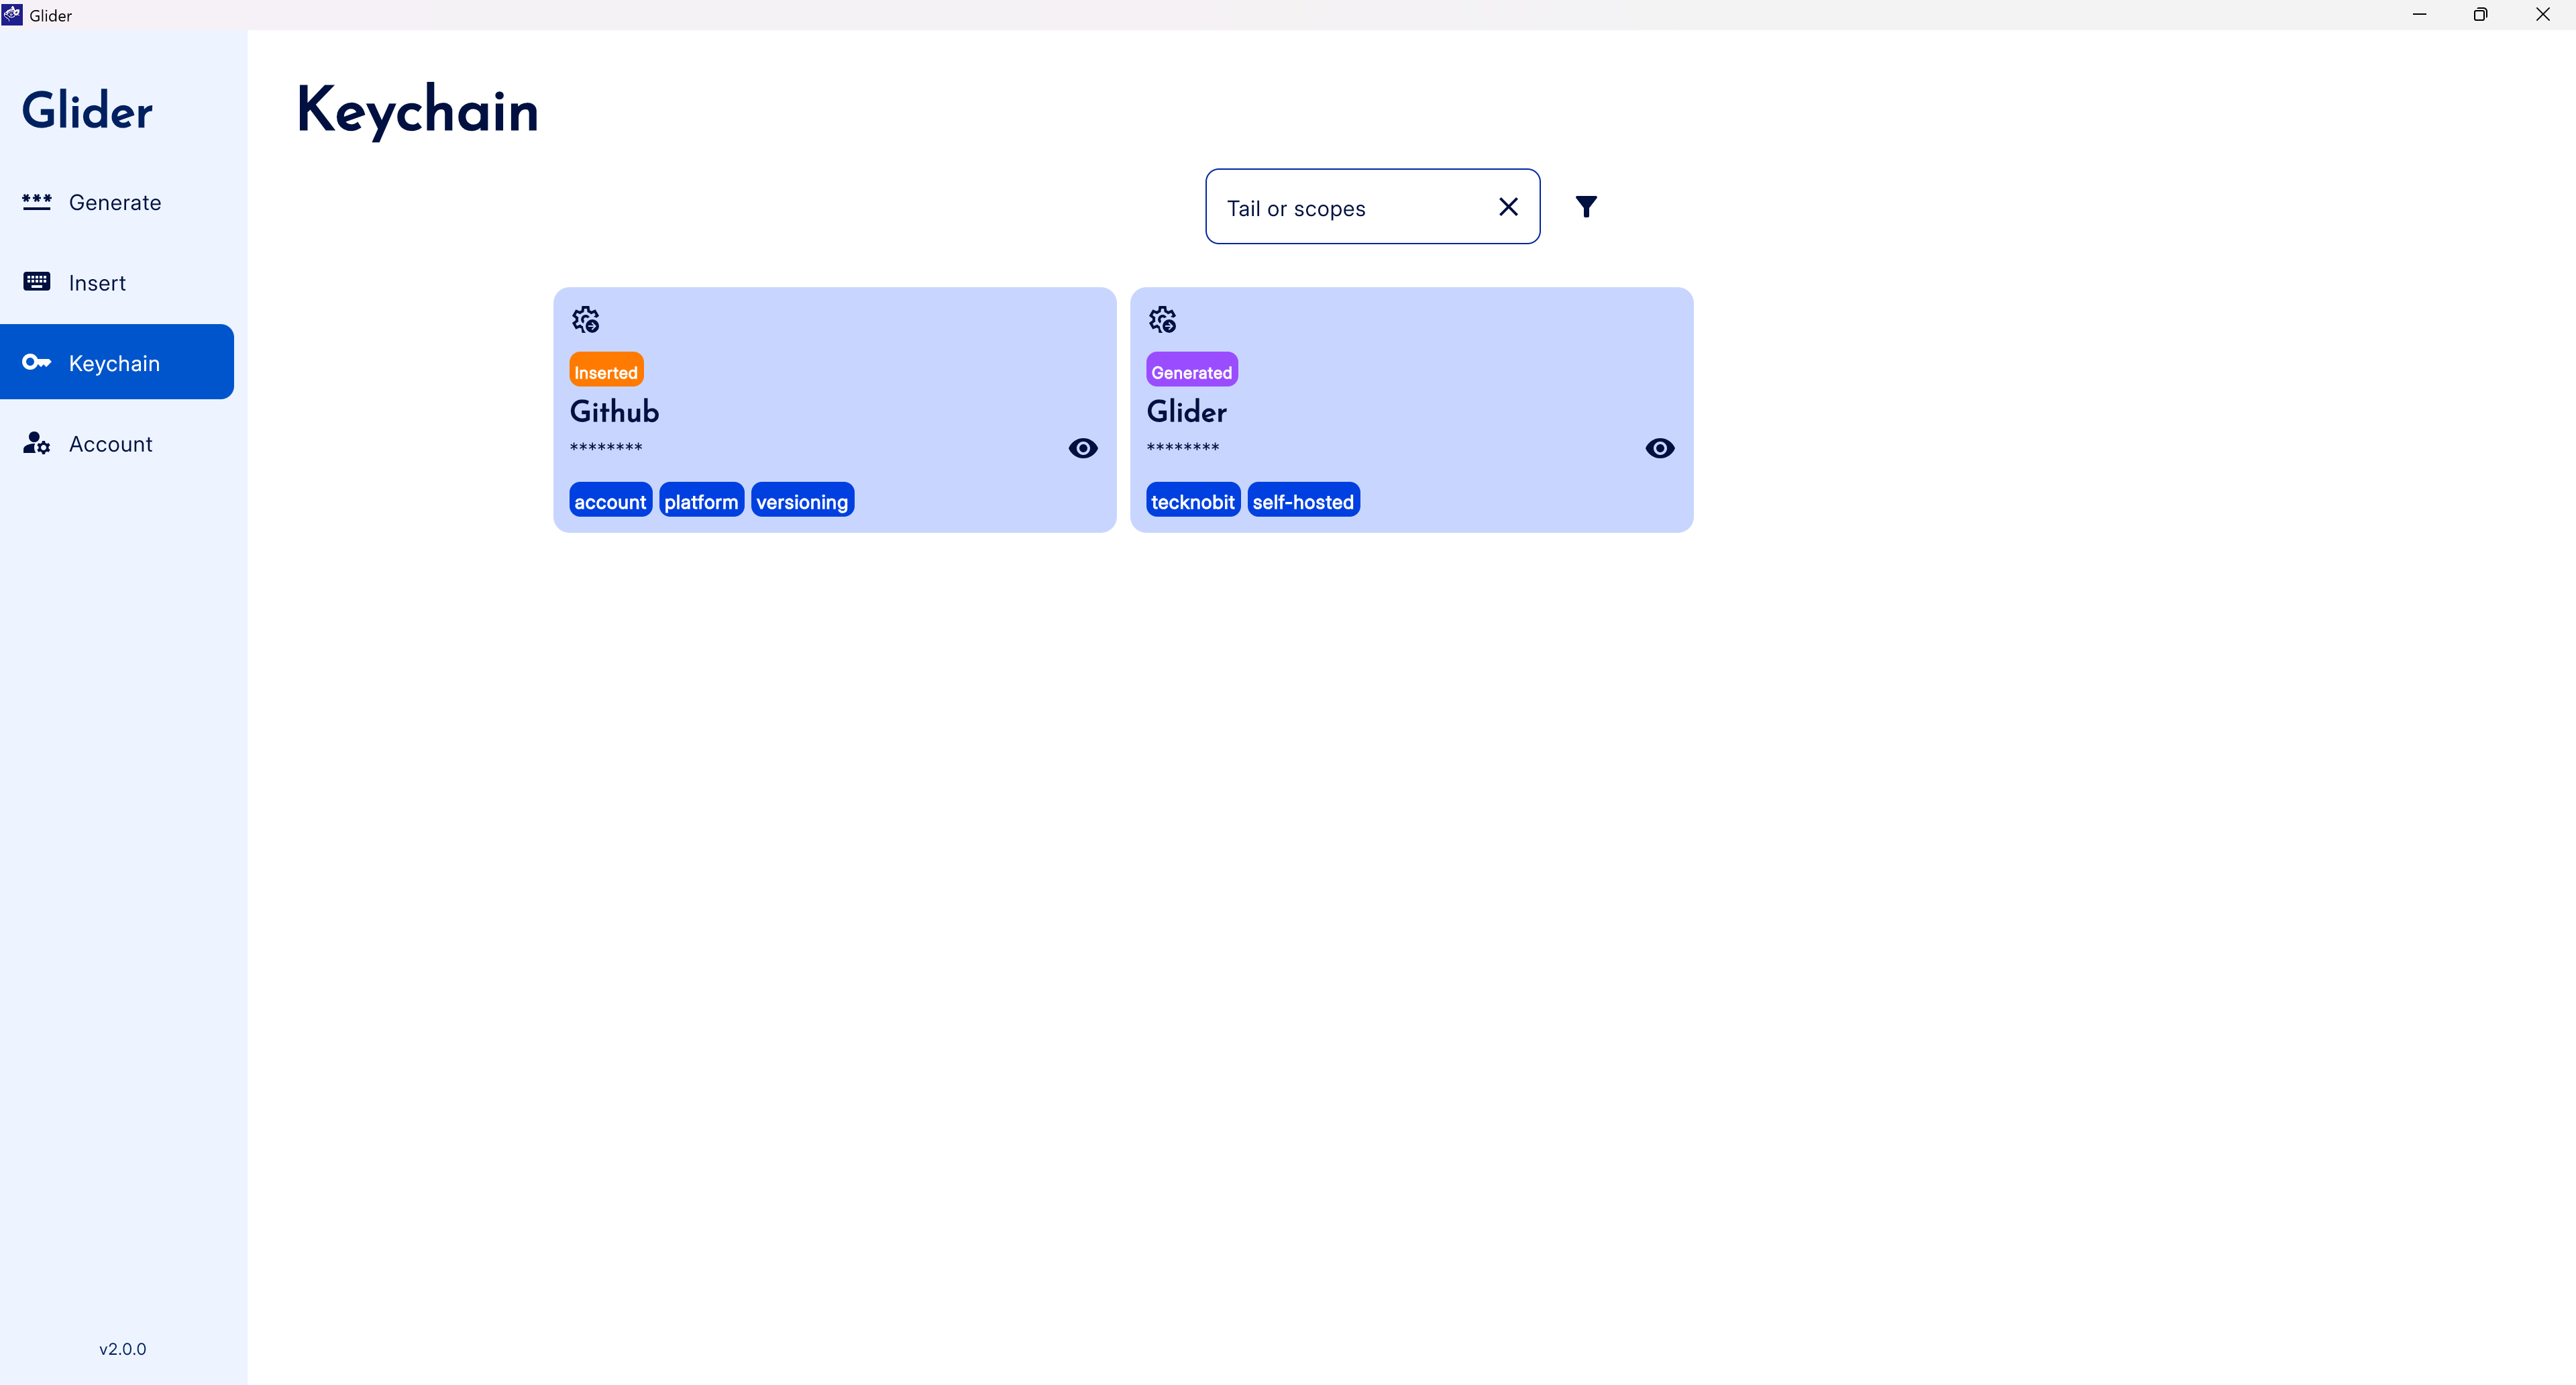 Glider
Glider
Generate
Insert
Keychain
Account
v2.0.0
Keychain
Tail or scopes
Inserted
Github
********
account platform versioning
Generated
Glider
********
tecknobit self-hosted